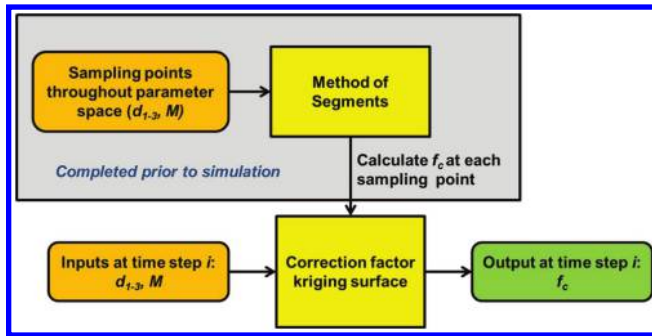 Sampling points
throughout parameter
space (d1-3, M)
Method of
Segments
Completed prior to simulation
Calculate fc at each
sampling point
Inputs at time step i:
d1-3, M
Correction factor
kriging surface
Output at time step i:
fc